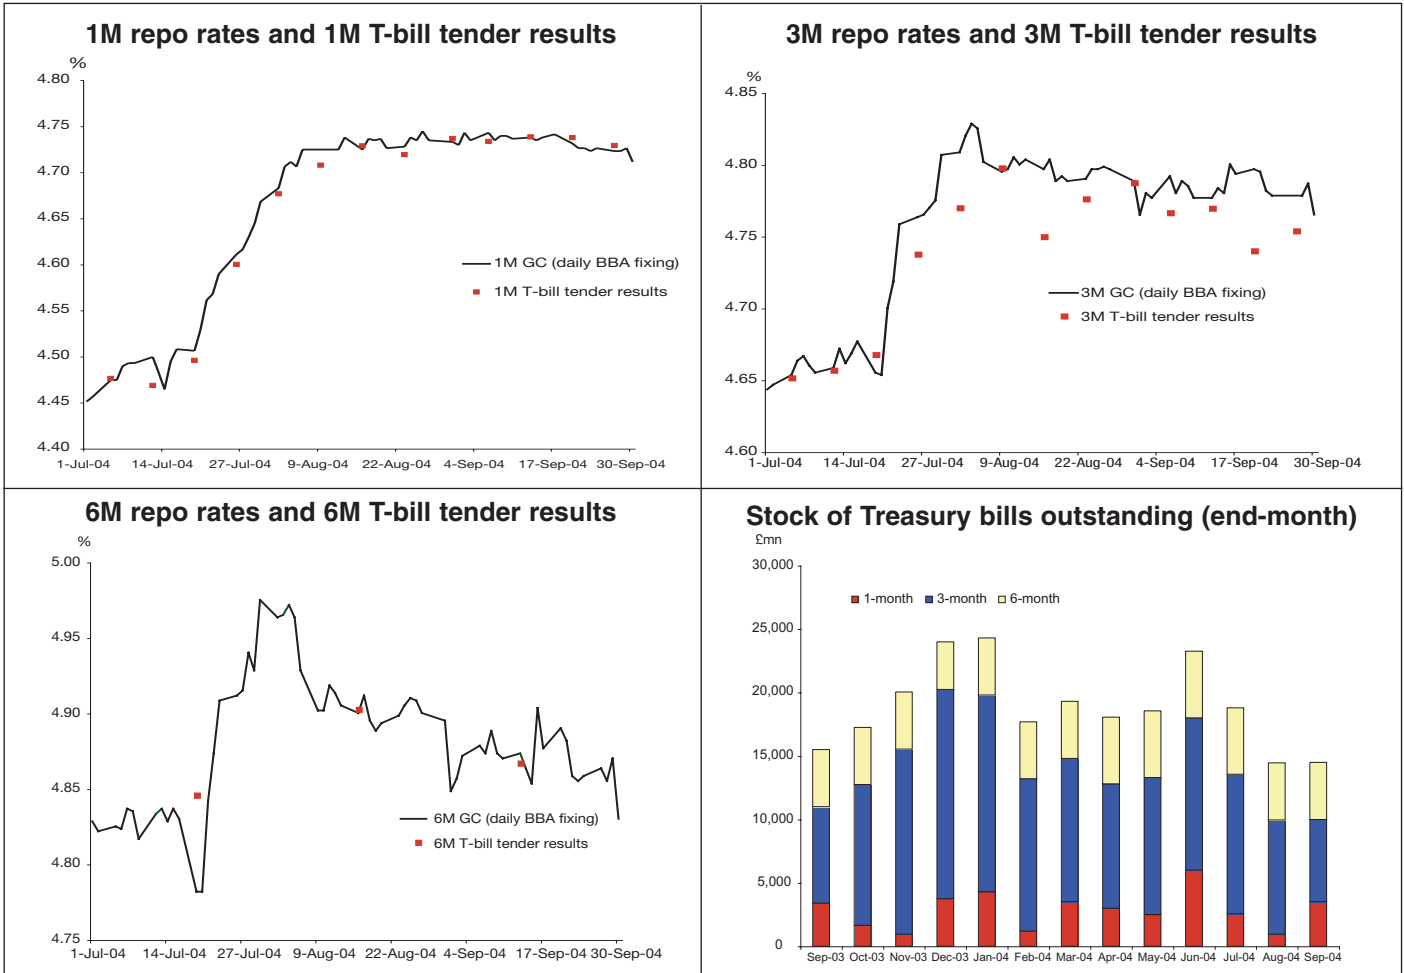 1M repo rates and 1M T-bill tender results
%
4.80
4.75
4.70
4.65
4.60
4.55
4.50
4.45
4.40
1M GC (daily BBA fixing)
1M T-bill tender results
1-Jul-04 14-Jul-04 27-Jul-04 9-Aug-04 22-Aug-04 4-Sep-04 17-Sep-04 30-Sep-04
3M repo rates and 3M T-bill tender results
%
4.85
4.80
4.75
4.70
4.65
4.60
3M GC (daily BBA fixing)
3M T-bill tender results
1-Jul-04 14-Jul-04 27-Jul-04 9-Aug-04 22-Aug-04 4-Sep-04 17-Sep-04 30-Sep-04
6M repo rates and 6M T-bill tender results
%
5.00
4.95
4.90
4.85
4.80
4.75
6M GC (daily BBA fixing)
6M T-bill tender results
1-Jul-04 14-Jul-04 27-Jul-04 9-Aug-04 22-Aug-04 4-Sep-04 17-Sep-04 30-Sep-04
Stock of Treasury bills outstanding (end-month)
£mn
30,000
25,000
20,000
15,000
10,000
5,000
0
1-month 3-month 6-month
Sep-03 Oct-03 Nov-03 Dec-03 Jan-04 Feb-04 Mar-04 Apr-04 May-04 Jun-04 Jul-04 Aug-04 Sep-04